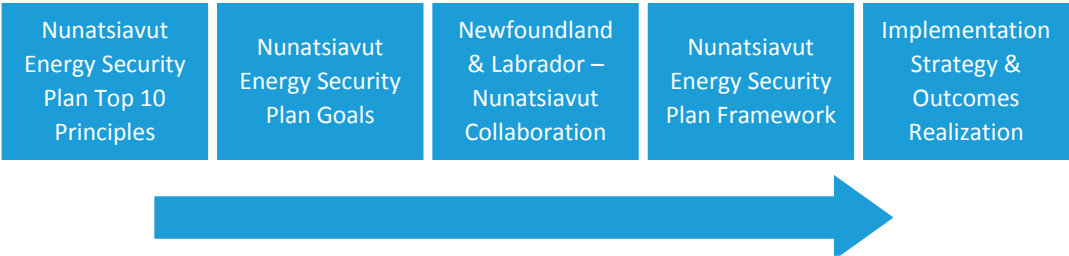 Nunatsiavut
Energy Security
Plan Top 10
Principles
Nunatsiavut
Energy Security
Plan Goals
Newfoundland
& Labrador –
Nunatsiavut
Collaboration
Nunatsiavut
Energy Security
Plan Framework
Implementation
Strategy &
Outcomes
Realization